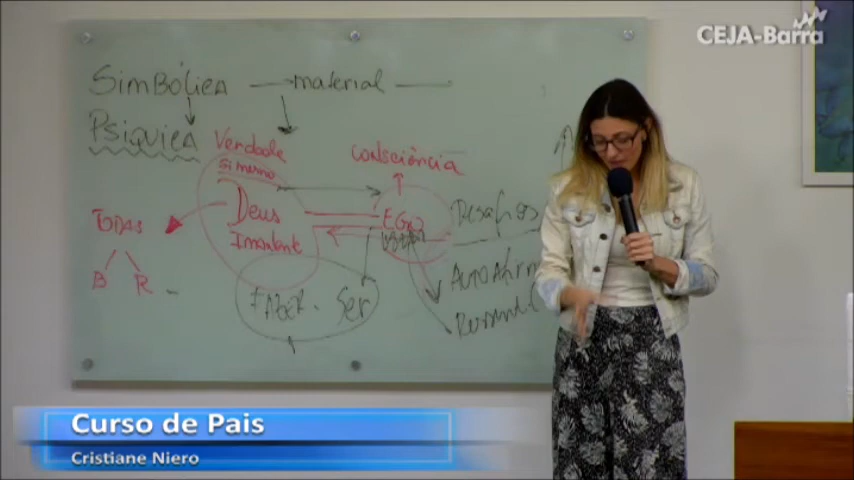 CEJA-Barra
Simbólica material
Psíquica
Verdade
si mesmo
consciência
Deus
EGO
Desafios
Imanente
TODAS
B R
Ser
Curso de Pais
Cristiane Niero